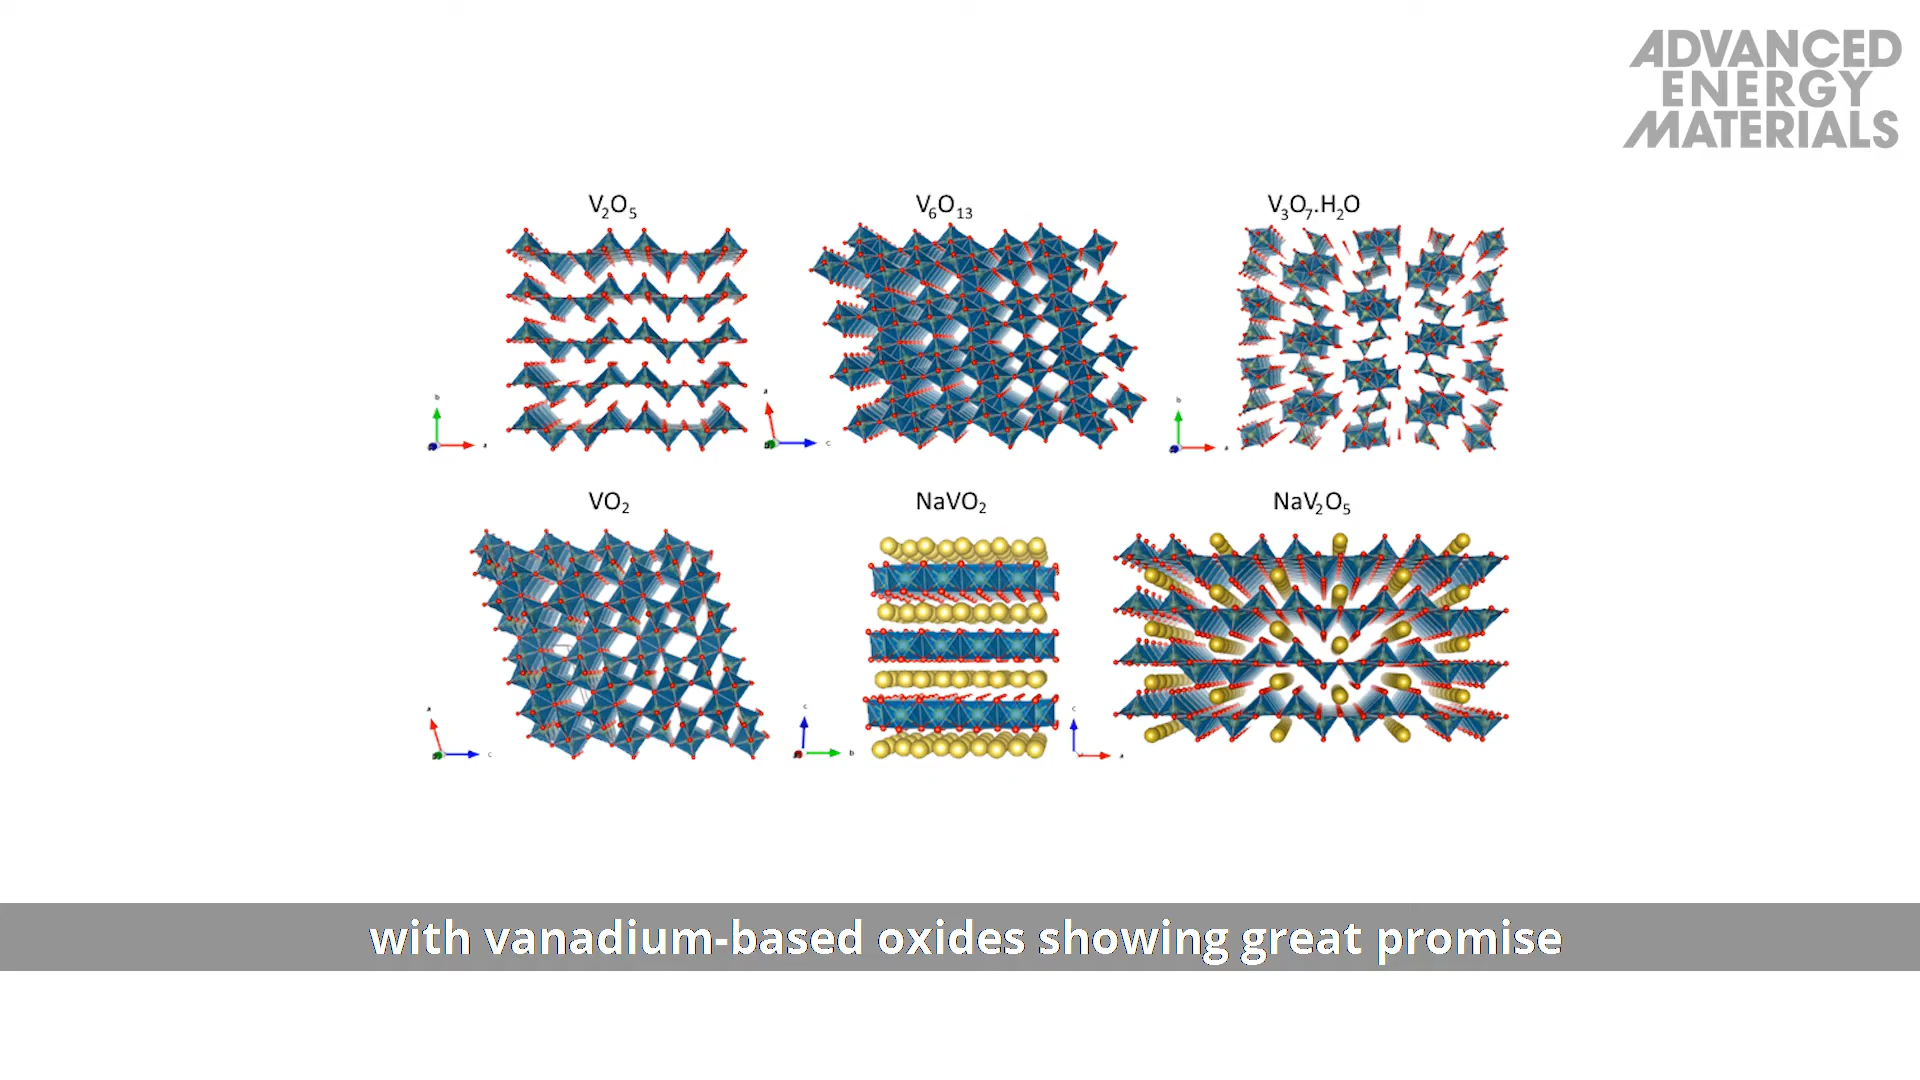 ADVANCED
ENERGY
MATERIALS
V₂O₅
V₆O₁₃
V₃O₇.H₂O
b
a
a
c
b
a
VO₂
NaVO₂
NaV₂O₅
a
c
c
b
c
a
with vanadium-based oxides showing great promise